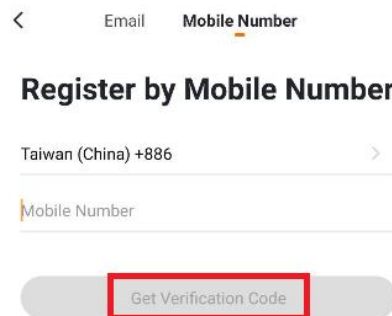 Email Mobile Number
Register by Mobile Number
Taiwan (China) +886
Mobile Number
Get Verification Code